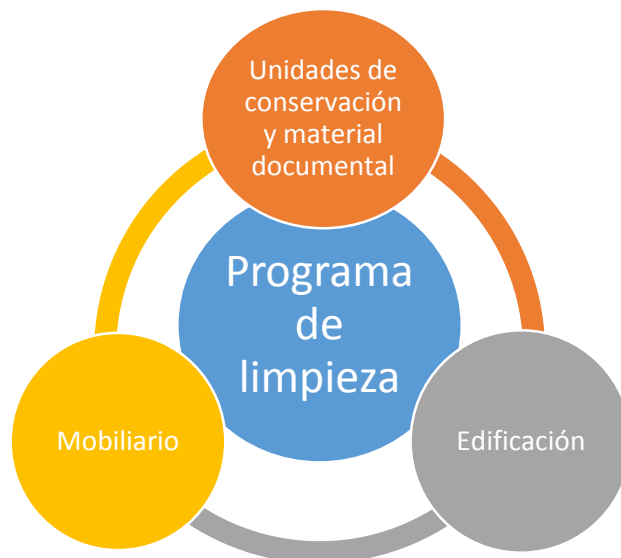 Unidades de
conservación
y material
documental
Programa
de
limpieza
Mobiliario
Edificación